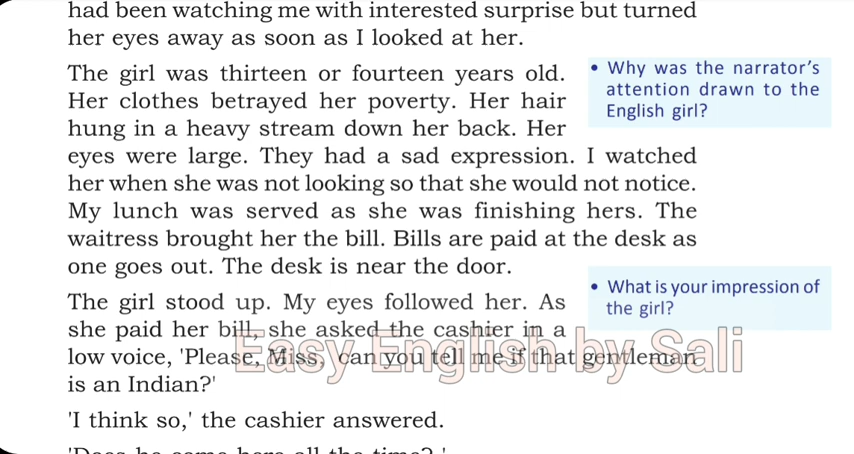 had been watching me with interested surprise but turned
her eyes away as soon as I looked at her.
The girl was thirteen or fourteen years old.
Her clothes betrayed her poverty. Her hair
hung in a heavy stream down her back. Her
eyes were large. They had a sad expression. I watched
her when she was not looking so that she would not notice.
My lunch was served as she was finishing hers. The
waitress brought her the bill. Bills are paid at the desk as
one goes out. The desk is near the door.
• Why was the narrator's
attention drawn to the
English girl?
The girl stood up. My eyes followed her. As
she paid her bill, she asked the cashier in a
low voice, 'Please, Miss, can you tell me if that gentleman
is an Indian?'
• What is your impression of
the girl?
'I think so,' the cashier answered.
'Does he come here all the time?'
Easy English by Sali